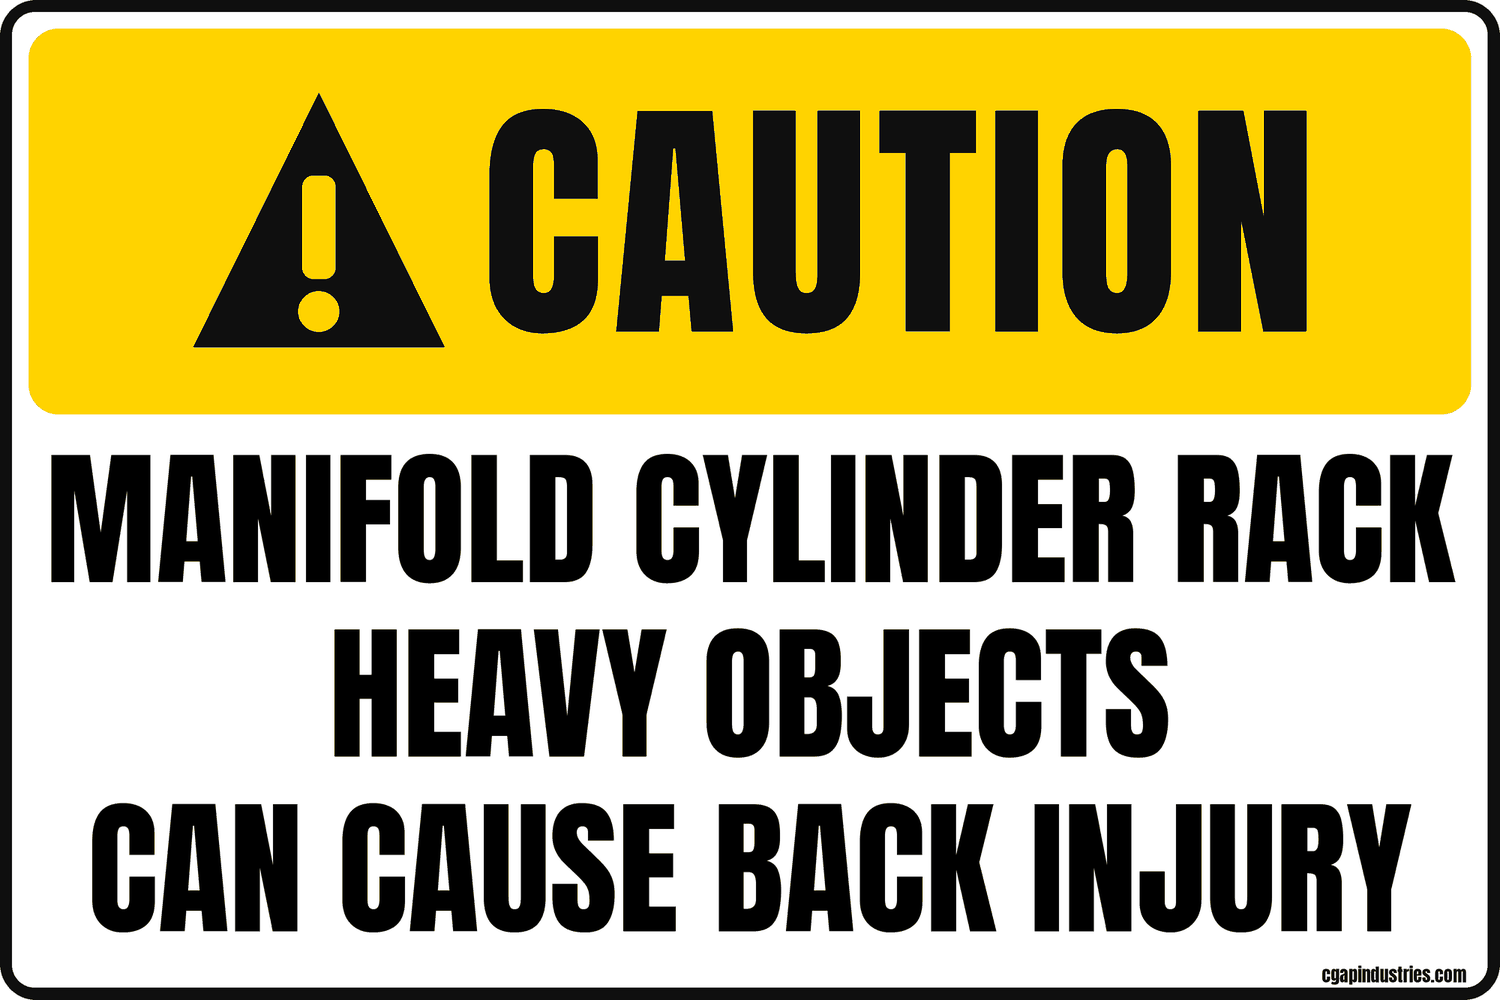 CAUTION
MANIFOLD CYLINDER RACK
HEAVY OBJECTS
CAN CAUSE BACK INJURY
cgapindustries.com